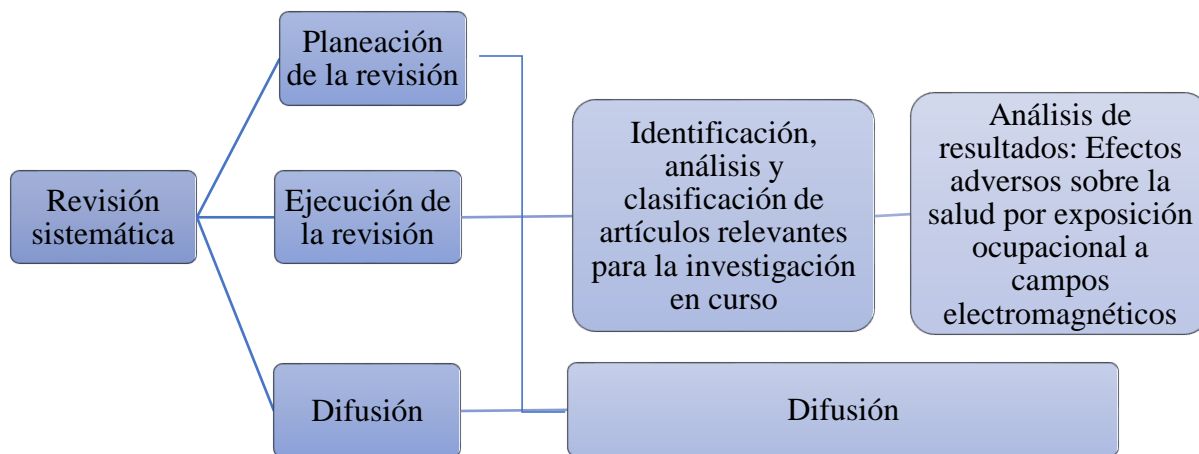 Revisión
sistemática
Planeación
de la revisión
Ejecución de
la revisión
Identificación,
análisis y
clasificación de
artículos relevantes
para la investigación
en curso
Análisis de
resultados: Efectos
adversos sobre la
salud por exposición
ocupacional a
campos
electromagnéticos
Difusión
Difusión